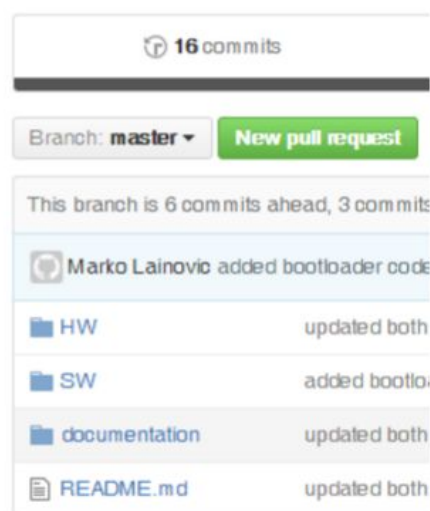 16 commits
Branch: master New pull request
This branch is 6 commits ahead, 3 commits
Marko Lainovic added bootloader code
HW updated both
SW added bootloa
documentation updated both
README.md updated both